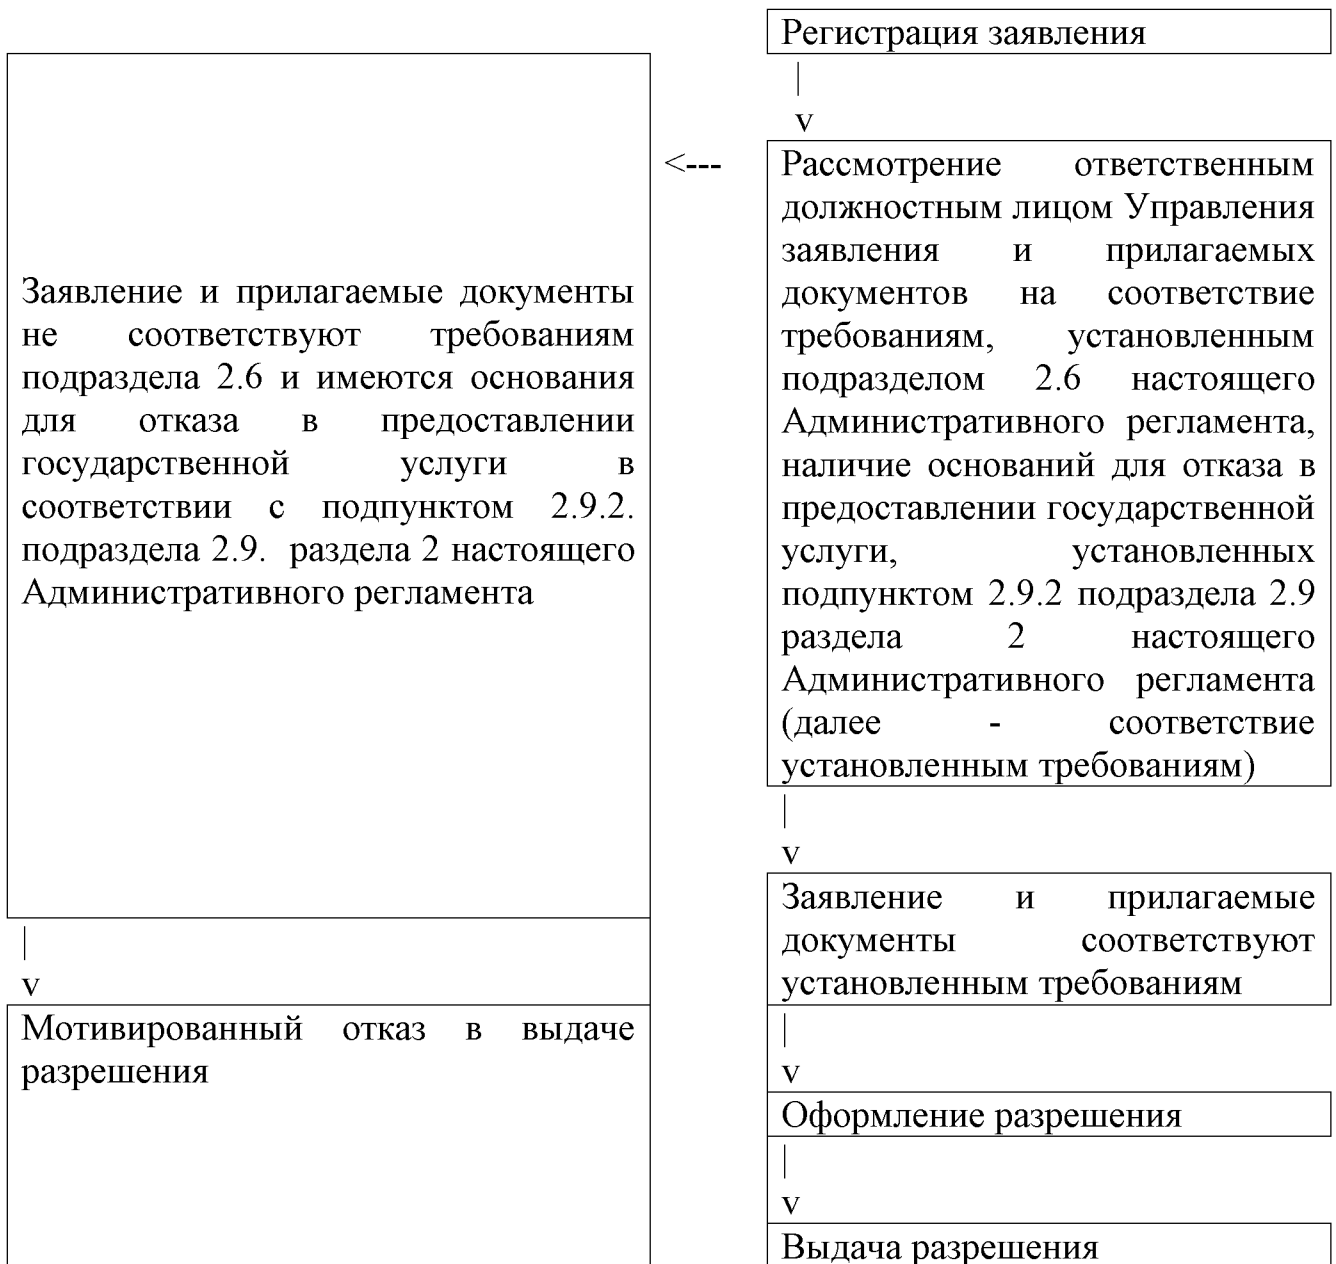 Регистрация заявления
|
v
<---
Рассмотрение ответственным
должностным лицом Управления
заявления и прилагаемых
документов на соответствие
требованиям, установленным
подразделом 2.6 настоящего
Административного регламента,
наличие оснований для отказа в
предоставлении государственной
услуги, установленных
подпунктом 2.9.2 подраздела 2.9
раздела 2 настоящего
Административного регламента
(далее - соответствие
установленным требованиям)
Заявление и прилагаемые документы
не соответствуют требованиям
подраздела 2.6 и имеются основания
для отказа в предоставлении
государственной услуги в
соответствии с подпунктом 2.9.2.
подраздела 2.9. раздела 2 настоящего
Административного регламента
|
v
Мотивированный отказ в выдаче
разрешения
|
v
Заявление и прилагаемые
документы соответствуют
установленным требованиям
|
v
Оформление разрешения
|
v
Выдача разрешения